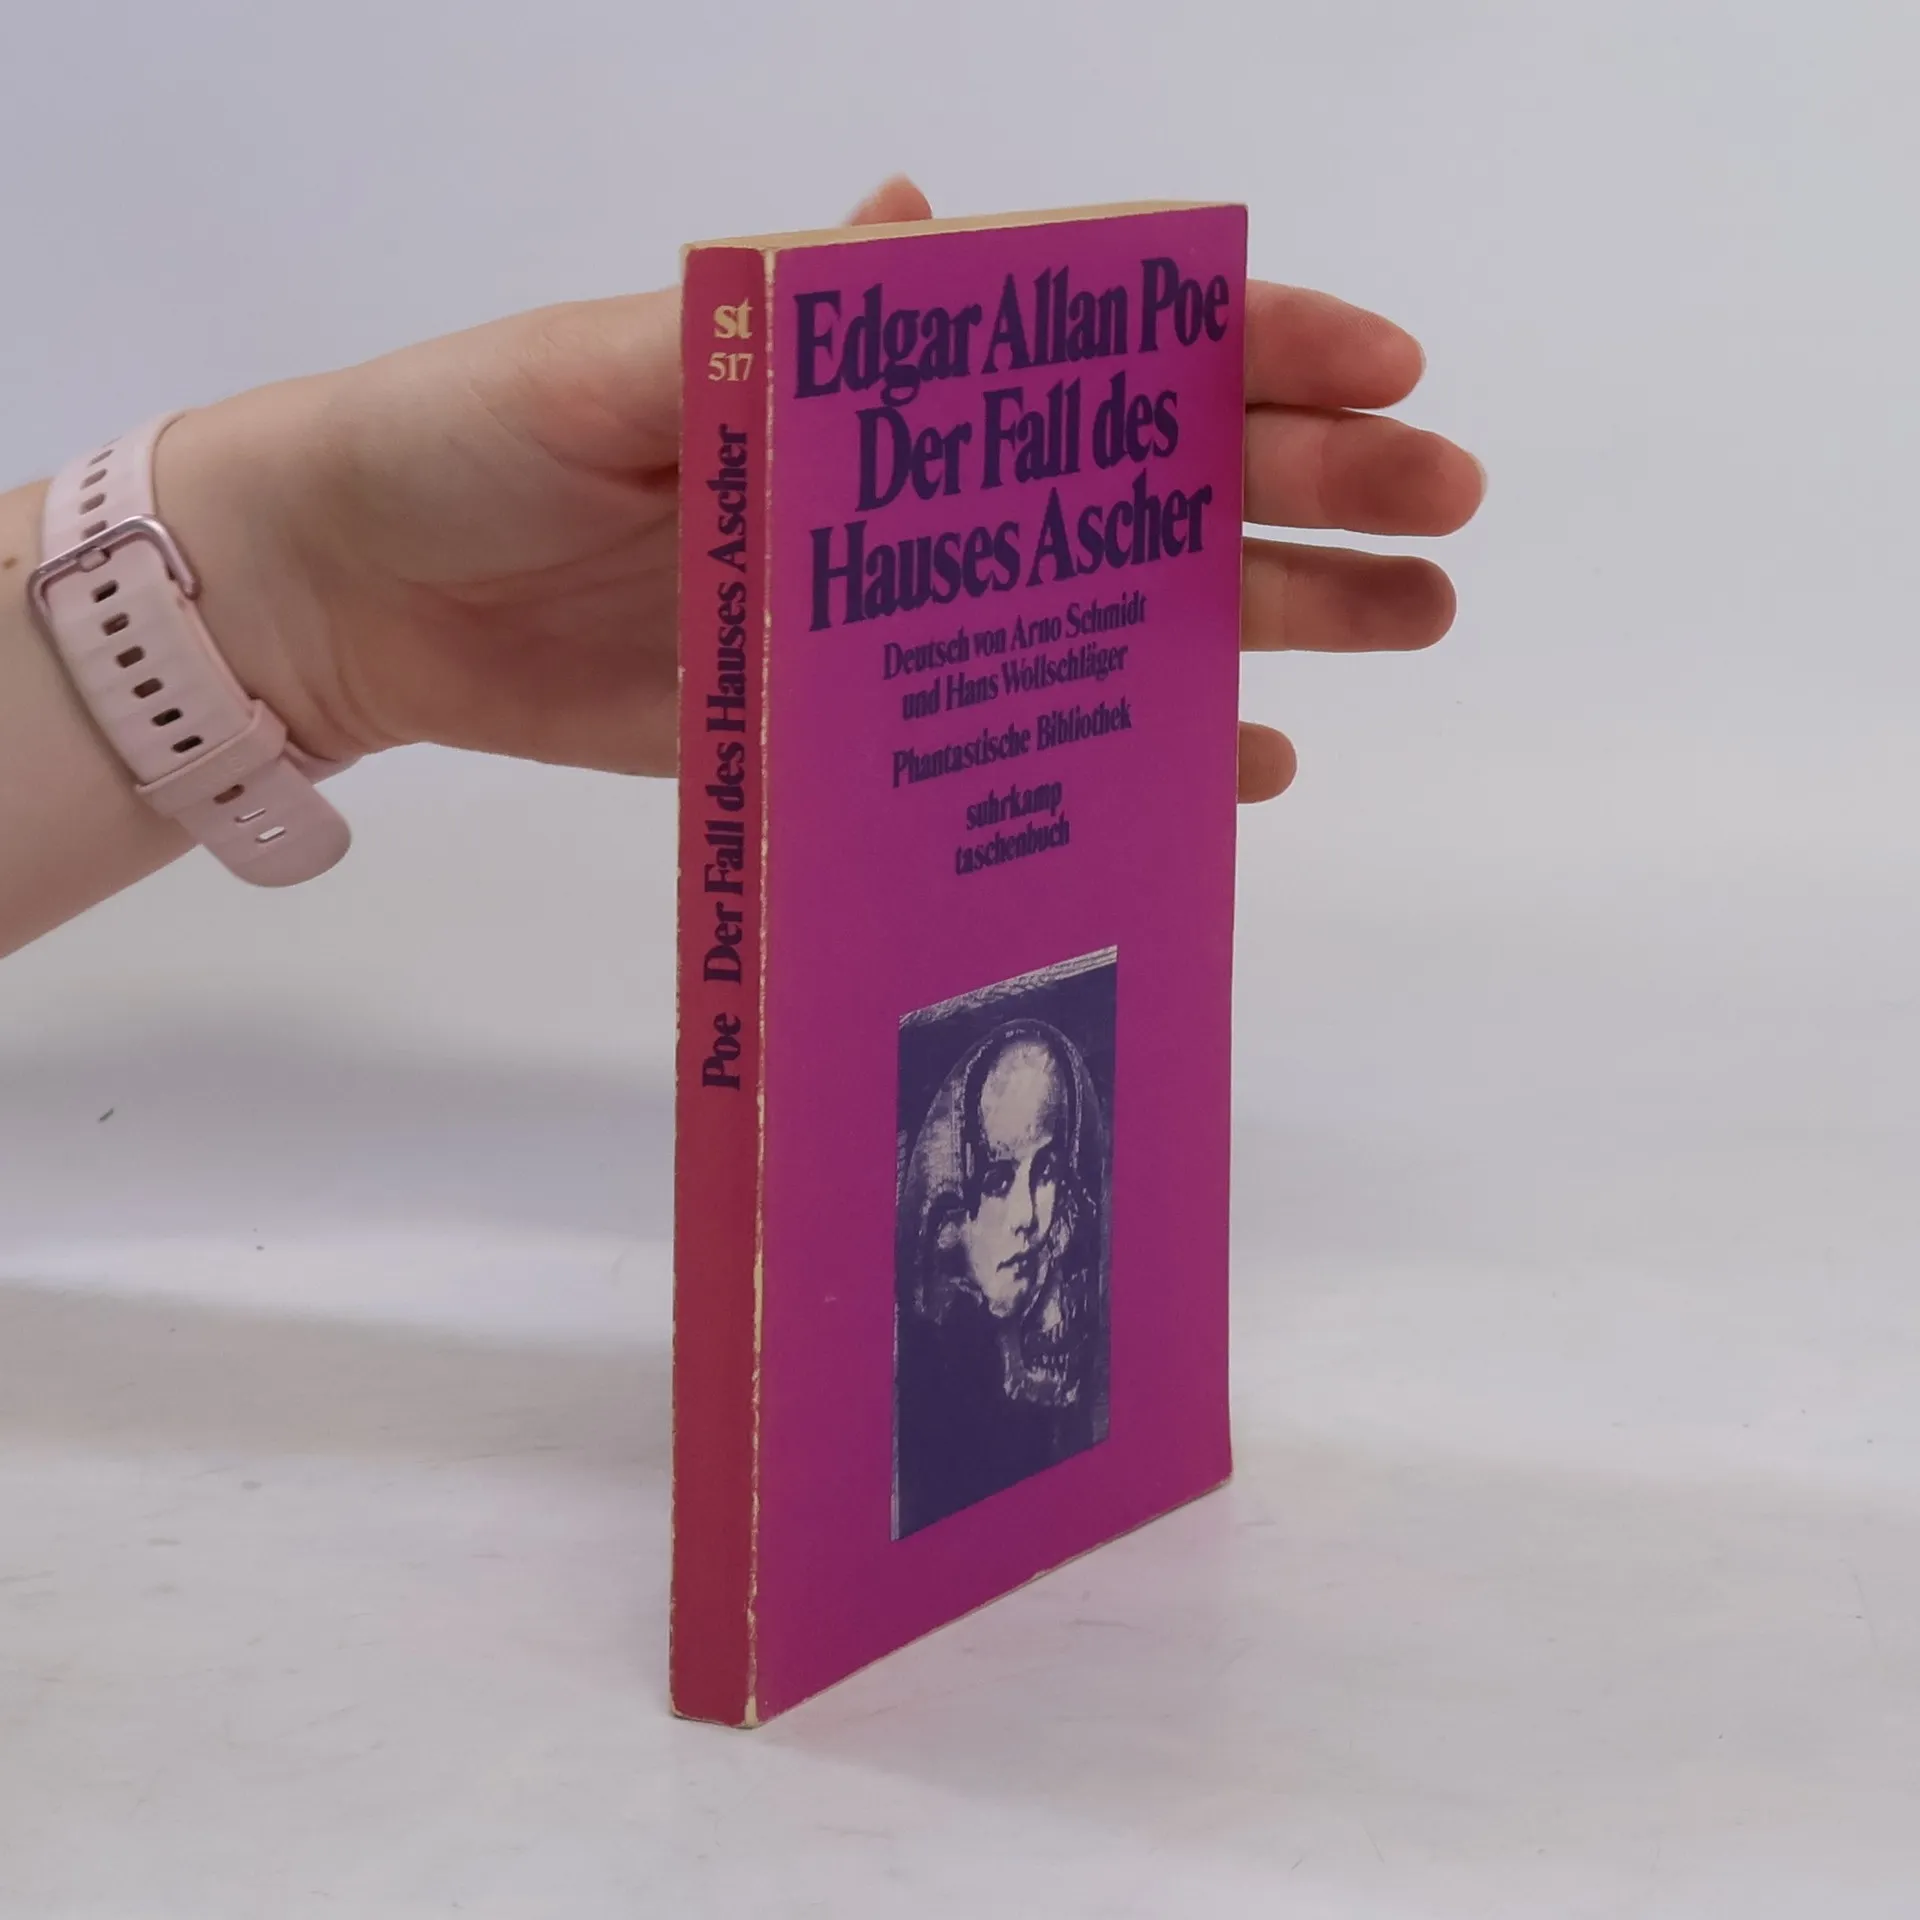 st
517
Poe Der Fall des Hauses Ascher
Edgar Allan Poe
Der Fall des
Hauses Ascher
Deutsch von Arno Schmidt
und Hans Wollschläger
Phantastische Bibliothek
suhrkamp
taschenbuch